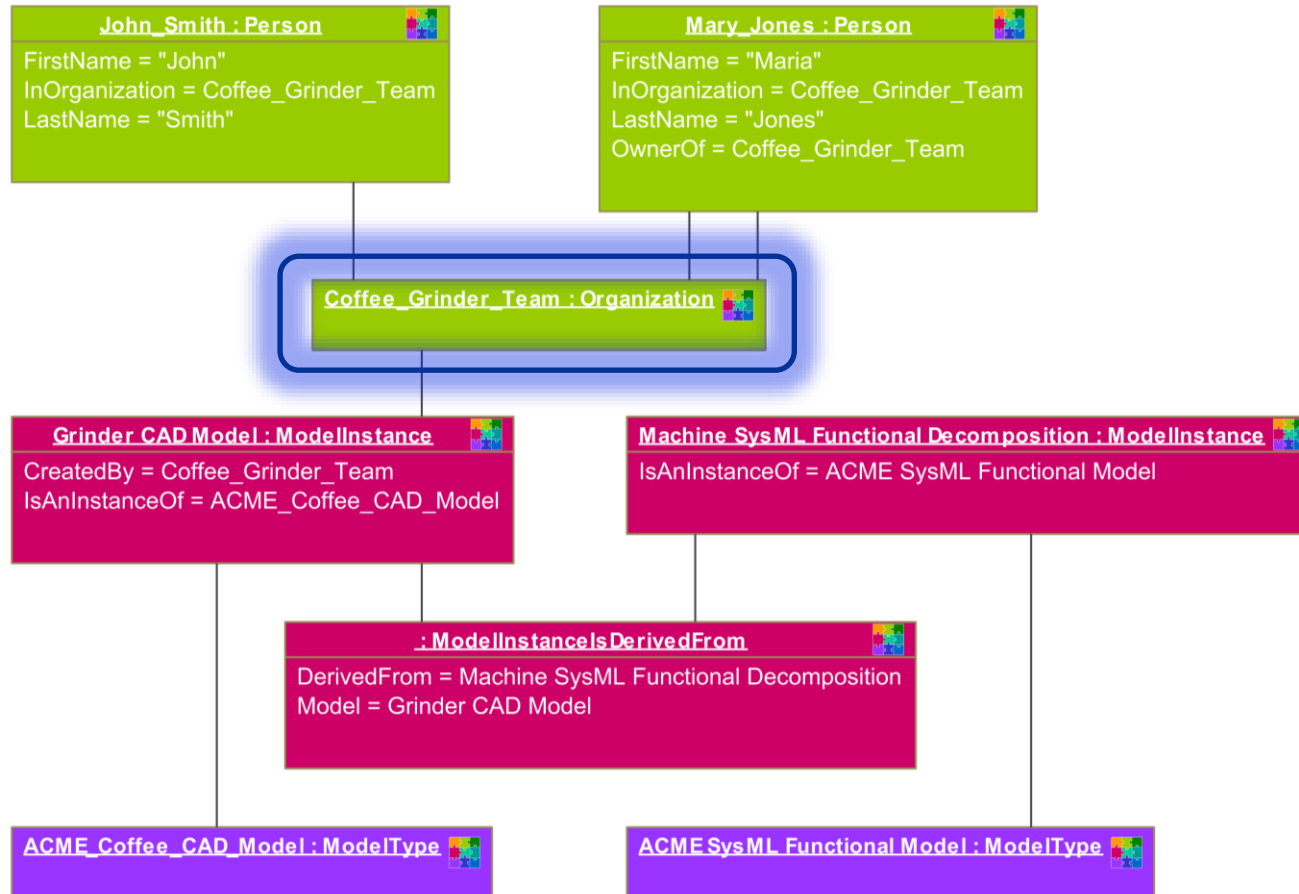 John_Smith : Person
FirstName = "John"
InOrganization = Coffee_Grinder_Team
LastName = "Smith"
Mary_Jones : Person
FirstName = "Maria"
InOrganization = Coffee_Grinder_Team
LastName = "Jones"
OwnerOf = Coffee_Grinder_Team
Coffee_Grinder_Team : Organization
Grinder CAD Model : ModelInstance
CreatedBy = Coffee_Grinder_Team
IsAnInstanceOf = ACME_Coffee_CAD_Model
Machine SysML Functional Decomposition : ModelInstance
IsAnInstanceOf = ACME SysML Functional Model
: ModelInstanceIsDerivedFrom
DerivedFrom = Machine SysML Functional Decomposition
Model = Grinder CAD Model
ACME_Coffee_CAD_Model : ModelType
ACME SysML Functional Model : ModelType